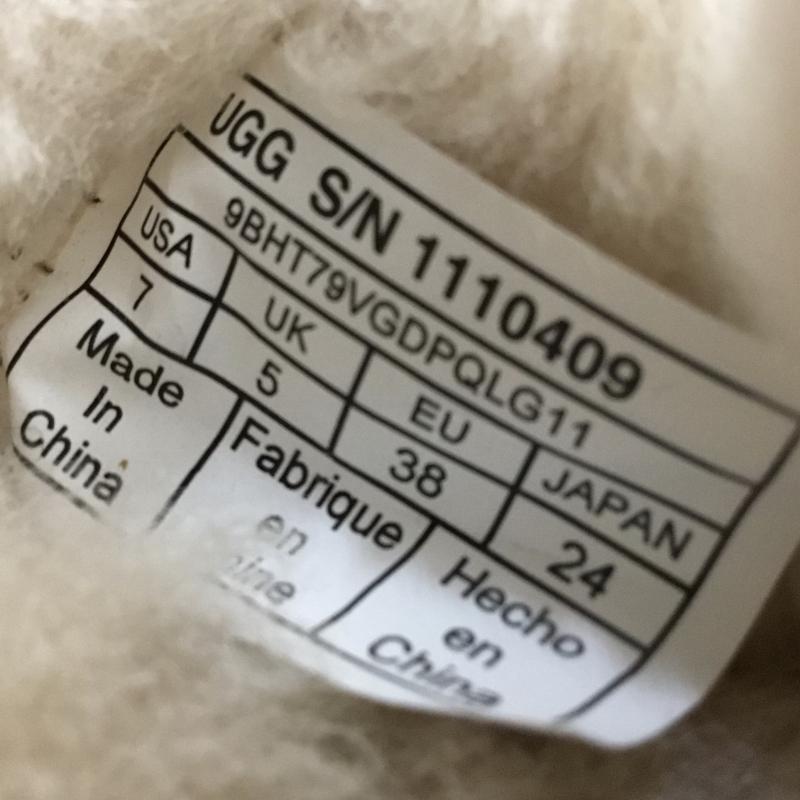 UGG S/N 1110409
9BHT79VGDPQLG11
USA UK EU JAPAN
7 5 38 24
Made In China
Fabrique en
Hecho en China